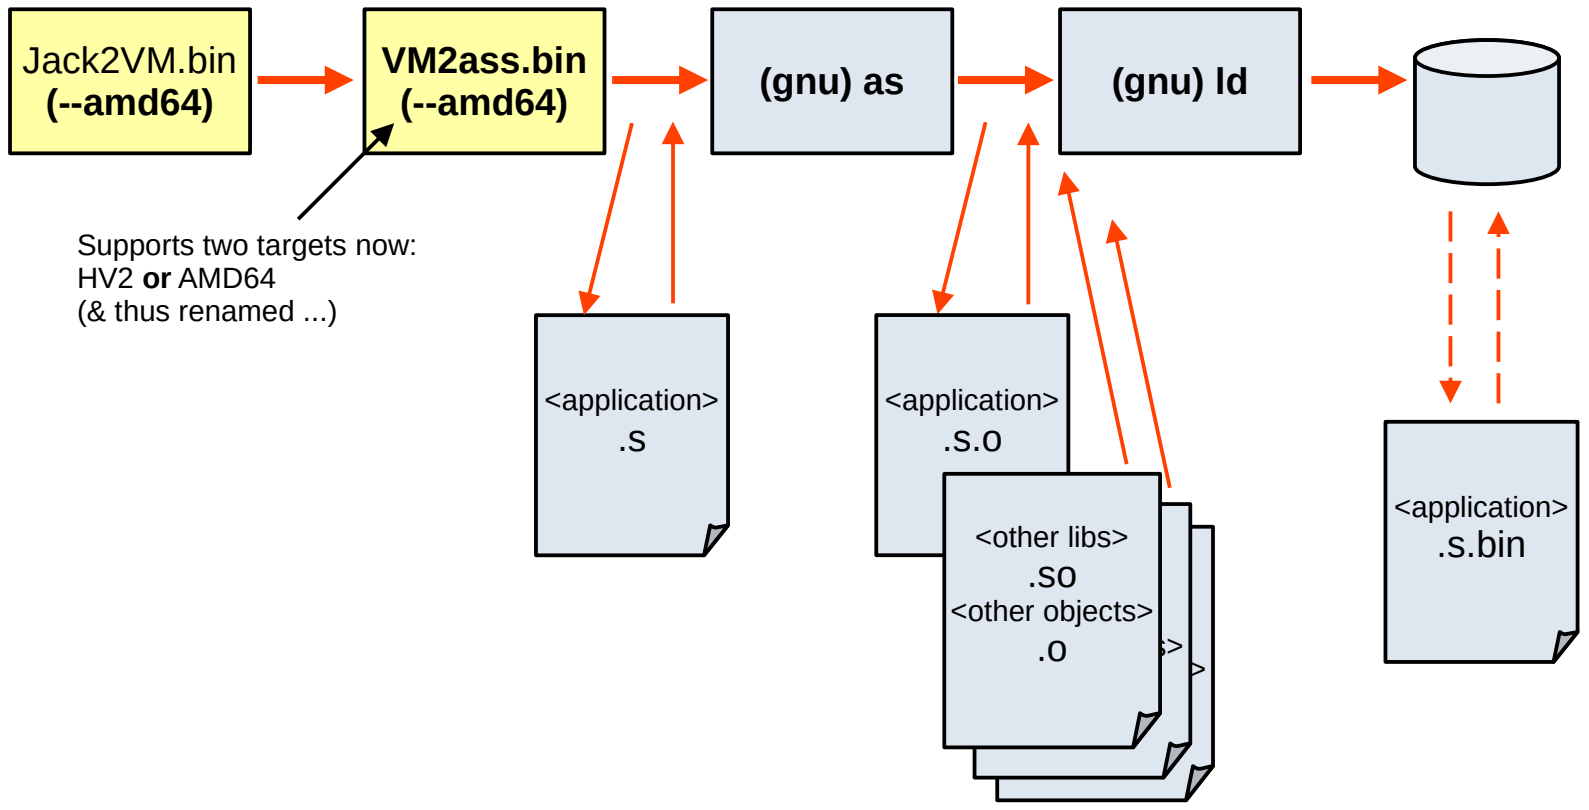 Jack2VM.bin
(--amd64)
VM2ass.bin
(--amd64)
(gnu) as
(gnu) ld
Supports two targets now:
HV2 or AMD64
(& thus renamed ...)
<application>
.s
<application>
.s.o
<other libs>
.so
<other objects>
.o
s>
>
<application>
.s.bin